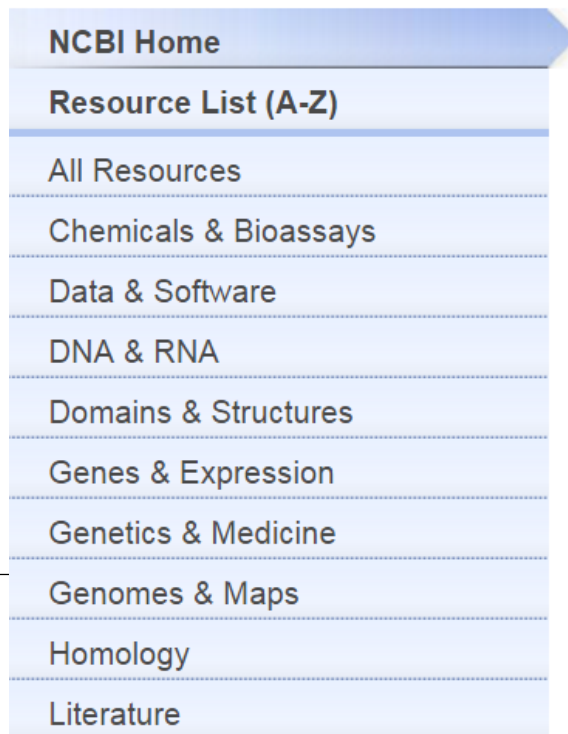 NCBI Home
Resource List (A-Z)
All Resources
Chemicals & Bioassays
Data & Software
DNA & RNA
Domains & Structures
Genes & Expression
Genetics & Medicine
Genomes & Maps
Homology
Literature